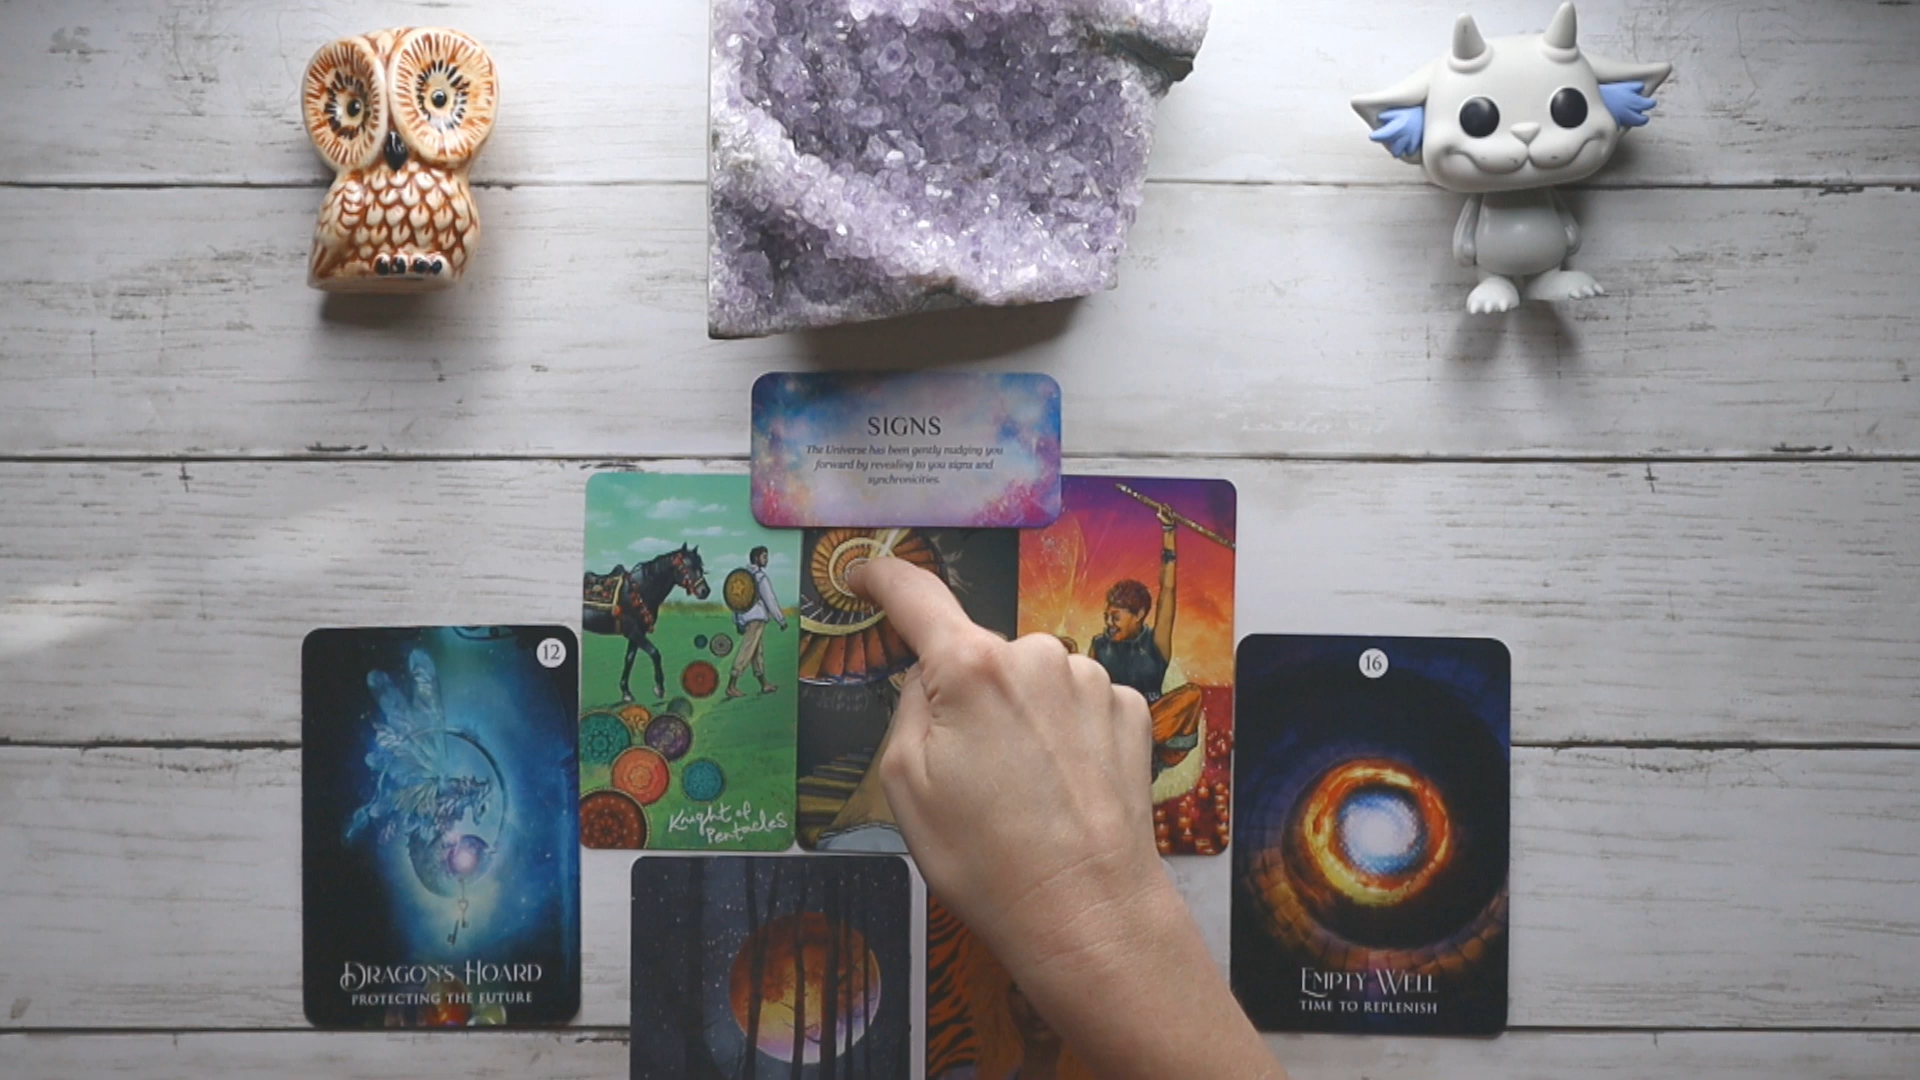 SIGNS
The Universe has been gently nudging you
forward by revealing to you signs and
synchronicities.
Knight of
Pentacles
12
DRAGON'S HOARD
PROTECTING THE FUTURE
16
EMPTY WELL
TIME TO REPLENISH